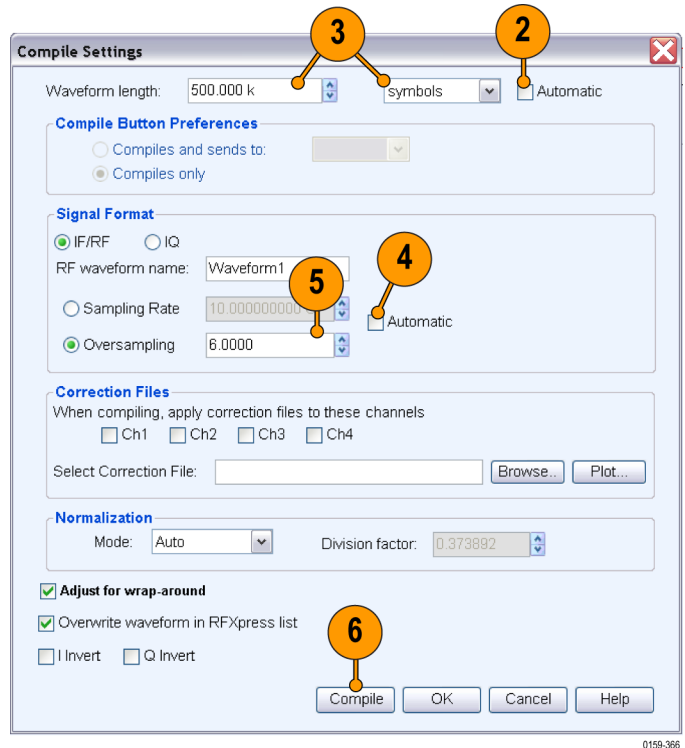 3
2
Compile Settings
Waveform length: 500.000 k symbols Automatic
Compile Button Preferences
Compiles and sends to:
Compiles only
Signal Format
IF/RF IQ
4
RF waveform name: Waveform1
5
Sampling Rate 10.000000000
Automatic
Oversampling 6.0000
Correction Files
When compiling, apply correction files to these channels
Ch1 Ch2 Ch3 Ch4
Select Correction File: Browse.. Plot...
Normalization
Mode: Auto Division factor: 0.373892
Adjust for wrap-around
Overwrite waveform in RFXpress list
6
I Invert Q Invert
Compile OK Cancel Help
0159-366